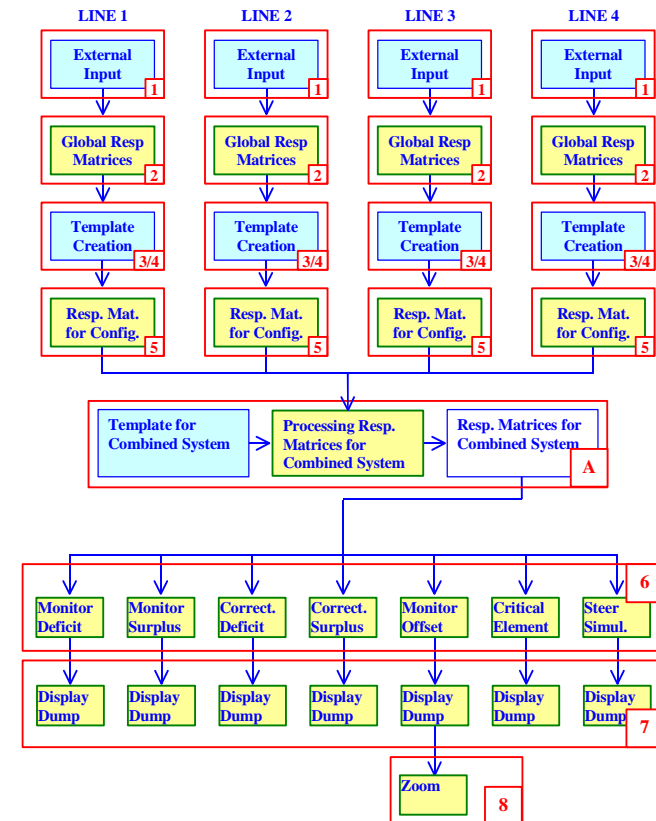 LINE 1 LINE 2 LINE 3 LINE 4
External External External External
Input Input Input Input
1 1 1 1
Global Resp Global Resp Global Resp Global Resp
Matrices Matrices Matrices Matrices
2 2 2 2
Template Template Template Template
Creation Creation Creation Creation
3/4 3/4 3/4 3/4
Resp. Mat. Resp. Mat. Resp. Mat. Resp. Mat.
for Config. for Config. for Config. for Config.
5 5 5 5
Template for
Combined System
Processing Resp.
Matrices for
Combined System
Resp. Matrices for
Combined System
A
6
Monitor Monitor Correct. Correct. Monitor Critical Steer
Deficit Surplus Deficit Surplus Offset Element Simul.
Display Display Display Display Display Display Display
Dump Dump Dump Dump Dump Dump Dump
7
Zoom
8